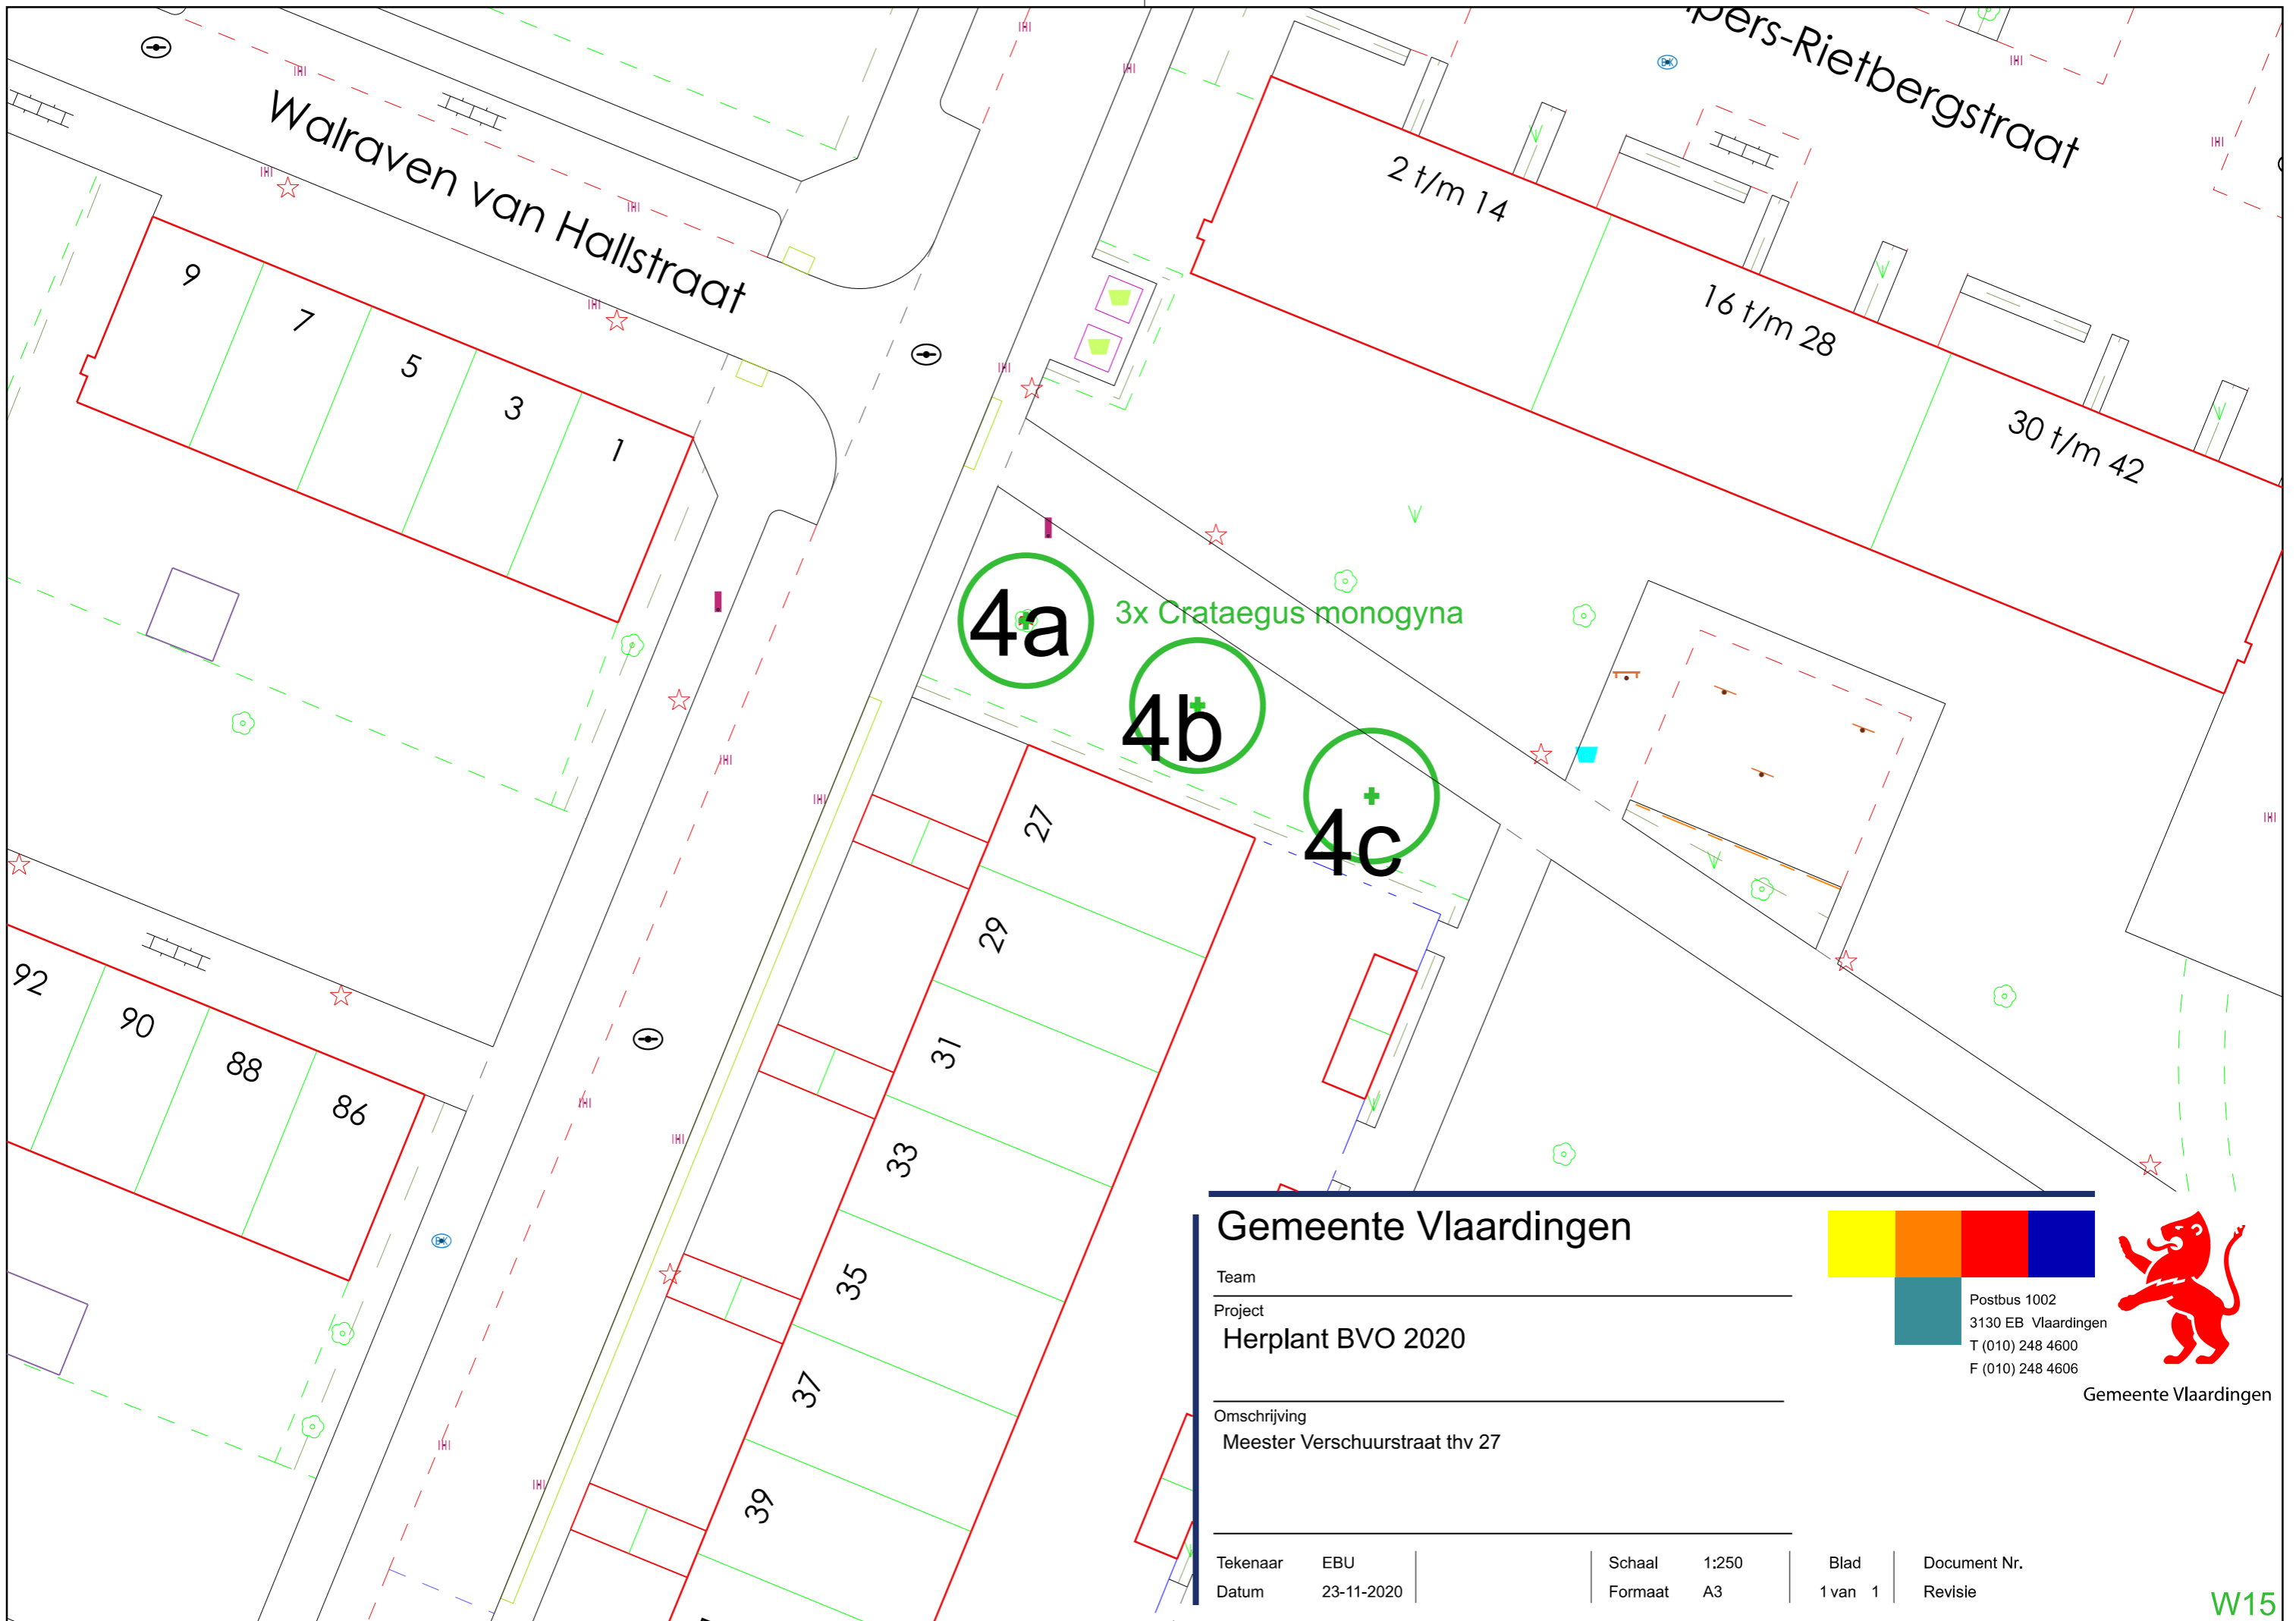 Walraven van Hallstraat
pers-Rietbergstraat
2 t/m 14
16 t/m 28
30 t/m 42
9
7
5
3
1
4a
3x Crataegus monogyna
4b
4c
27
29
31
33
35
37
39
92
90
88
86
BK
BK
Gemeente Vlaardingen
Team
Project
Herplant BVO 2020
Omschrijving
Meester Verschuurstraat thv 27
Postbus 1002
3130 EB Vlaardingen
T (010) 248 4600
F (010) 248 4606
Gemeente Vlaardingen
Tekenaar EBU Schaal 1:250 Blad Document Nr.
Datum 23-11-2020 Formaat A3 1 van 1 Revisie
W15